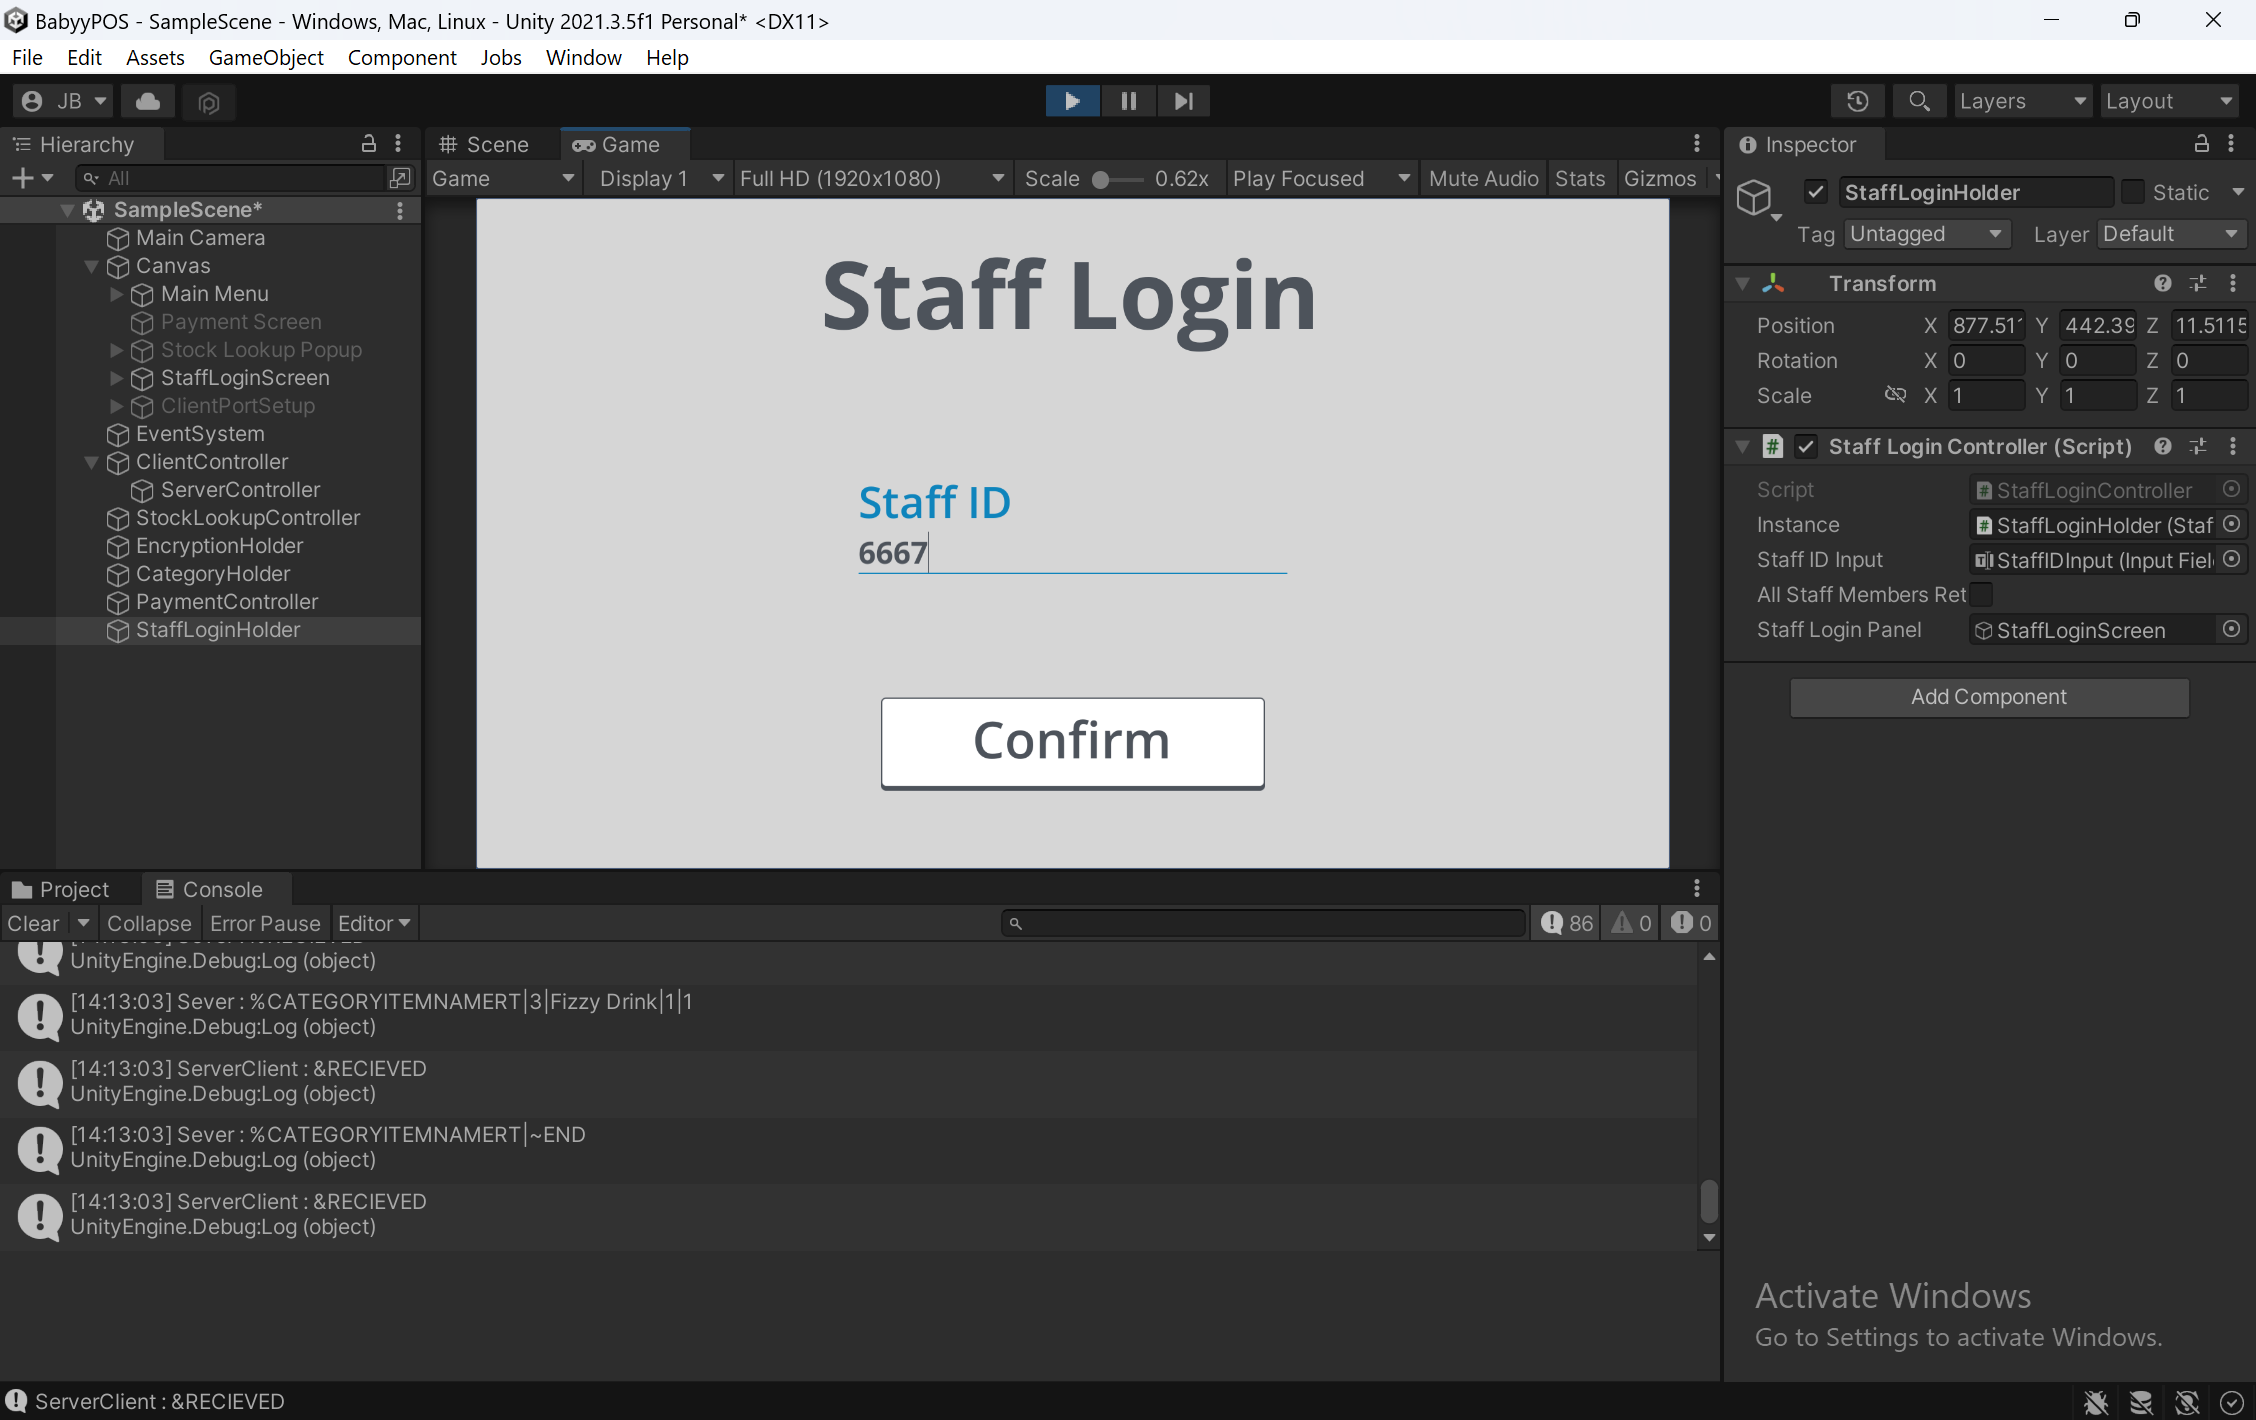 BabyyPOS - SampleScene - Windows, Mac, Linux - Unity 2021.3.5f1 Personal* <DX11>
File Edit Assets GameObject Component Jobs Window Help
JB
Layers Layout
Hierarchy
All
SampleScene*
Main Camera
Canvas
Main Menu
Payment Screen
Stock Lookup Popup
StaffLoginScreen
ClientPortSetup
EventSystem
ClientController
ServerController
StockLookupController
EncryptionHolder
CategoryHolder
PaymentController
StaffLoginHolder
Scene Game
Game Display 1 Full HD (1920x1080) Scale 0.62x Play Focused Mute Audio Stats Gizmos
Staff Login
Staff ID
6667
Confirm
Inspector
StaffLoginHolder Static
Tag Untagged Layer Default
Transform
Position X 877.51 Y 442.39 Z 11.5115
Rotation X 0 Y 0 Z 0
Scale X 1 Y 1 Z 1
# Staff Login Controller (Script)
Script # StaffLoginController
Instance # StaffLoginHolder (Staf
Staff ID Input StaffIDInput (Input Fiel
All Staff Members Ret
Staff Login Panel StaffLoginScreen
Add Component
Project Console
Clear Collapse Error Pause Editor 86 0 0
UnityEngine.Debug:Log (object)
[14:13:03] Sever : %CATEGORYITEMNAMERT|3|Fizzy Drink|1|1
UnityEngine.Debug:Log (object)
[14:13:03] ServerClient : &RECIEVED
UnityEngine.Debug:Log (object)
[14:13:03] Sever : %CATEGORYITEMNAMERT|~END
UnityEngine.Debug:Log (object)
[14:13:03] ServerClient : &RECIEVED
UnityEngine.Debug:Log (object)
Activate Windows
Go to Settings to activate Windows.
ServerClient : &RECIEVED